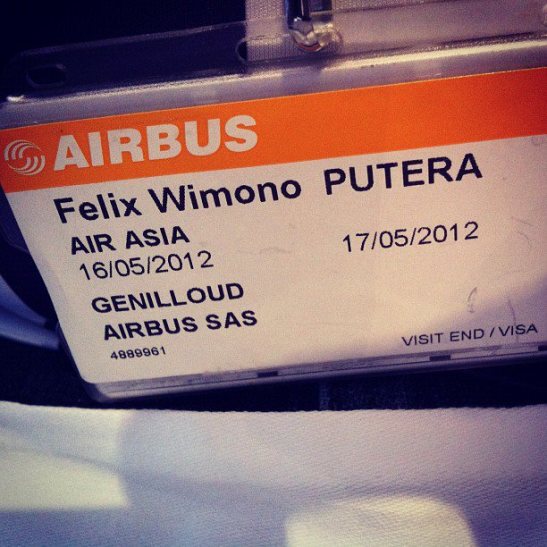 AIRBUS
Felix Wimono PUTERA
AIR ASIA
16/05/2012 17/05/2012
GENILLOUD
AIRBUS SAS
4889961 VISIT END / VISA